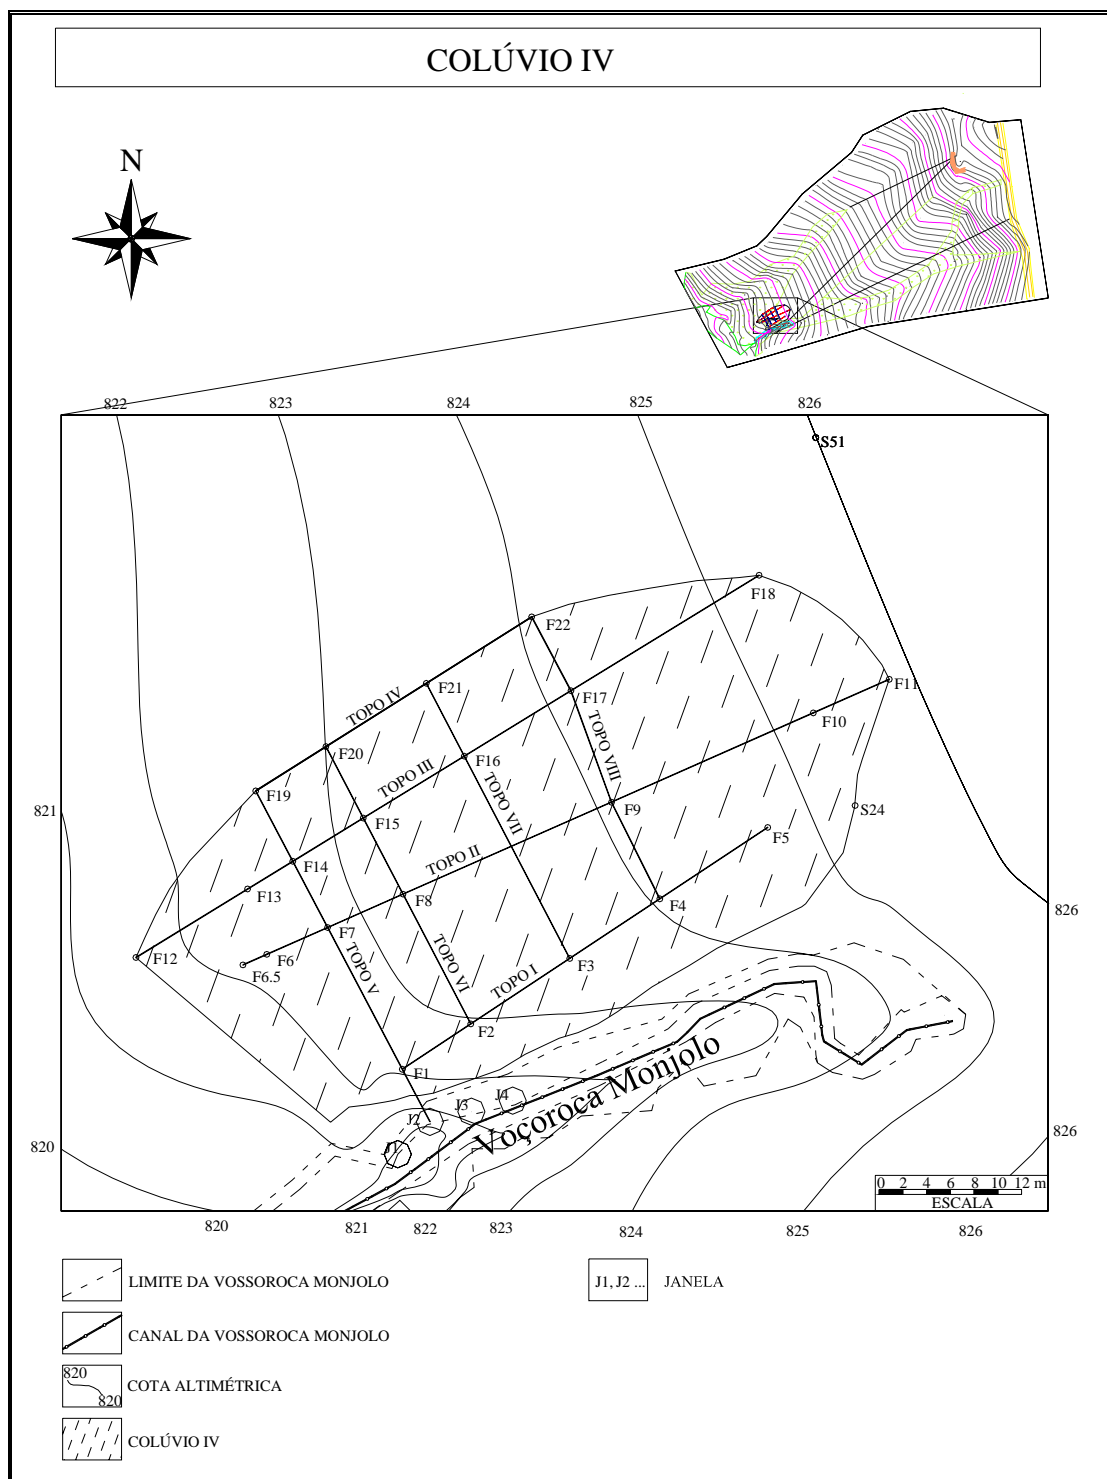 COLÚVIO IV
N
822 823 824 825 826
S51
F18
F22
F11
F21
F17
F10
TOPO IV
F20
TOPO VIII
F16
TOPO III
TOPO VII
F19
821
F9
S24
F15
F5
TOPO II
F14
F13
F8
F4
826
F7
F12
F6
F6.5
TOPO V
TOPO VI
TOPO I
F3
F2
Voçoroca Monjolo
F1
J4
J3
J2
J1
820
826
0 2 4 6 8 10 12 m
ESCALA
820 821 822 823 824 825 826
LIMITE DA VOSSOROCA MONJOLO
J1, J2 ... JANELA
CANAL DA VOSSOROCA MONJOLO
820
820
COTA ALTIMÉTRICA
COLÚVIO IV